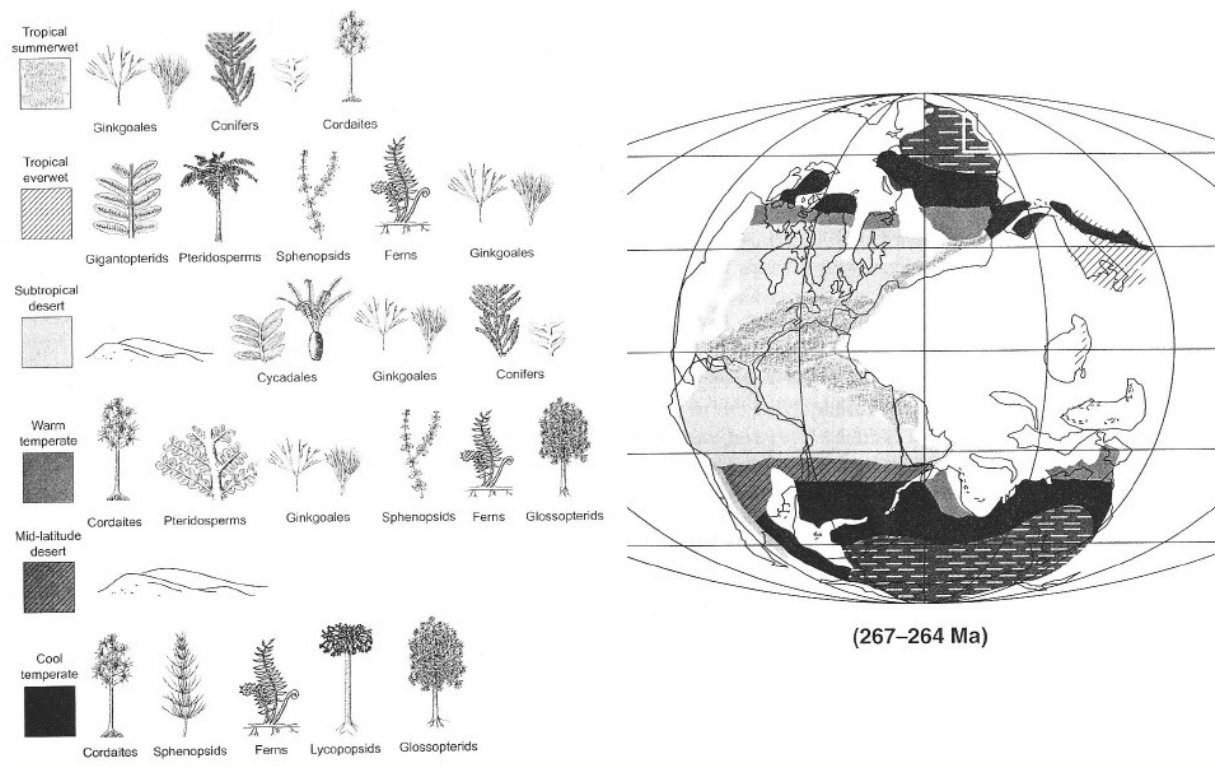 Tropical
summerwet
Ginkgoales Conifers Cordaites
Tropical
everwet
Gigantopterids Pteridosperms Sphenopsids Ferns Ginkgoales
Subtropical
desert
Cycadales Ginkgoales Conifers
Warm
temperate
Cordaites Pteridosperms Ginkgoales Sphenopsids Ferns Glossopterids
Mid-latitude
desert
Cool
temperate
Cordaites Sphenopsids Ferns Lycopopsids Glossopterids
(267–264 Ma)